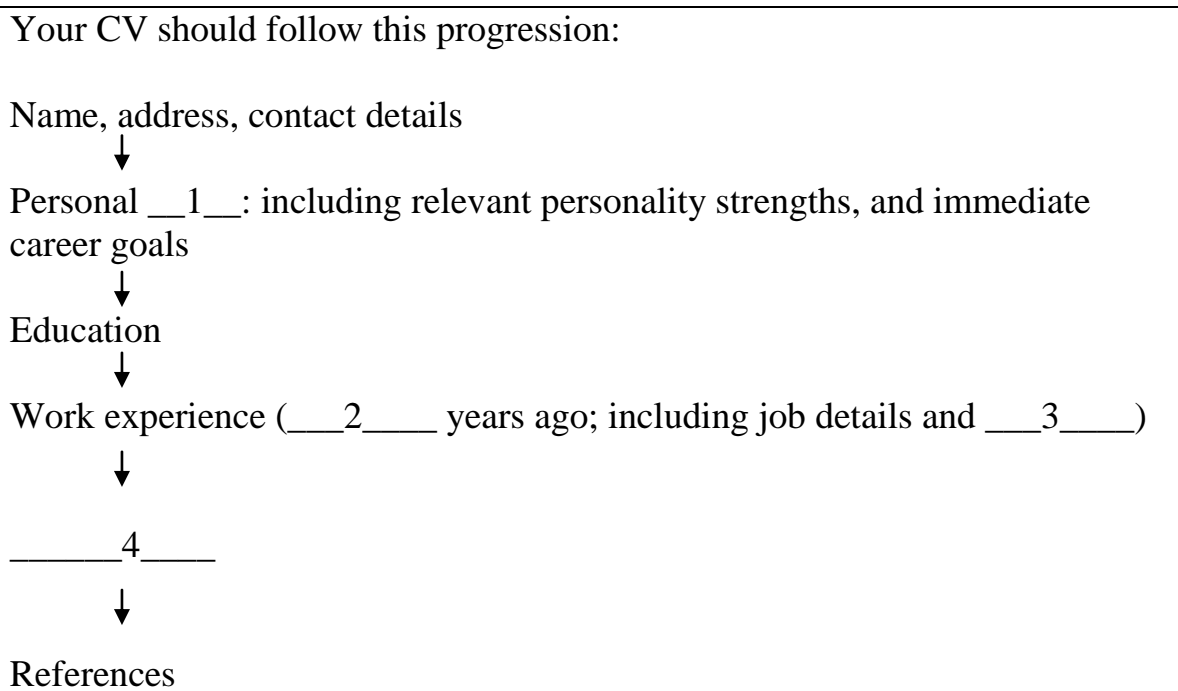 Your CV should follow this progression:
Name, address, contact details
Personal __1__: including relevant personality strengths, and immediate
career goals
Education
Work experience (___2____ years ago; including job details and ___3____)
______4____
References